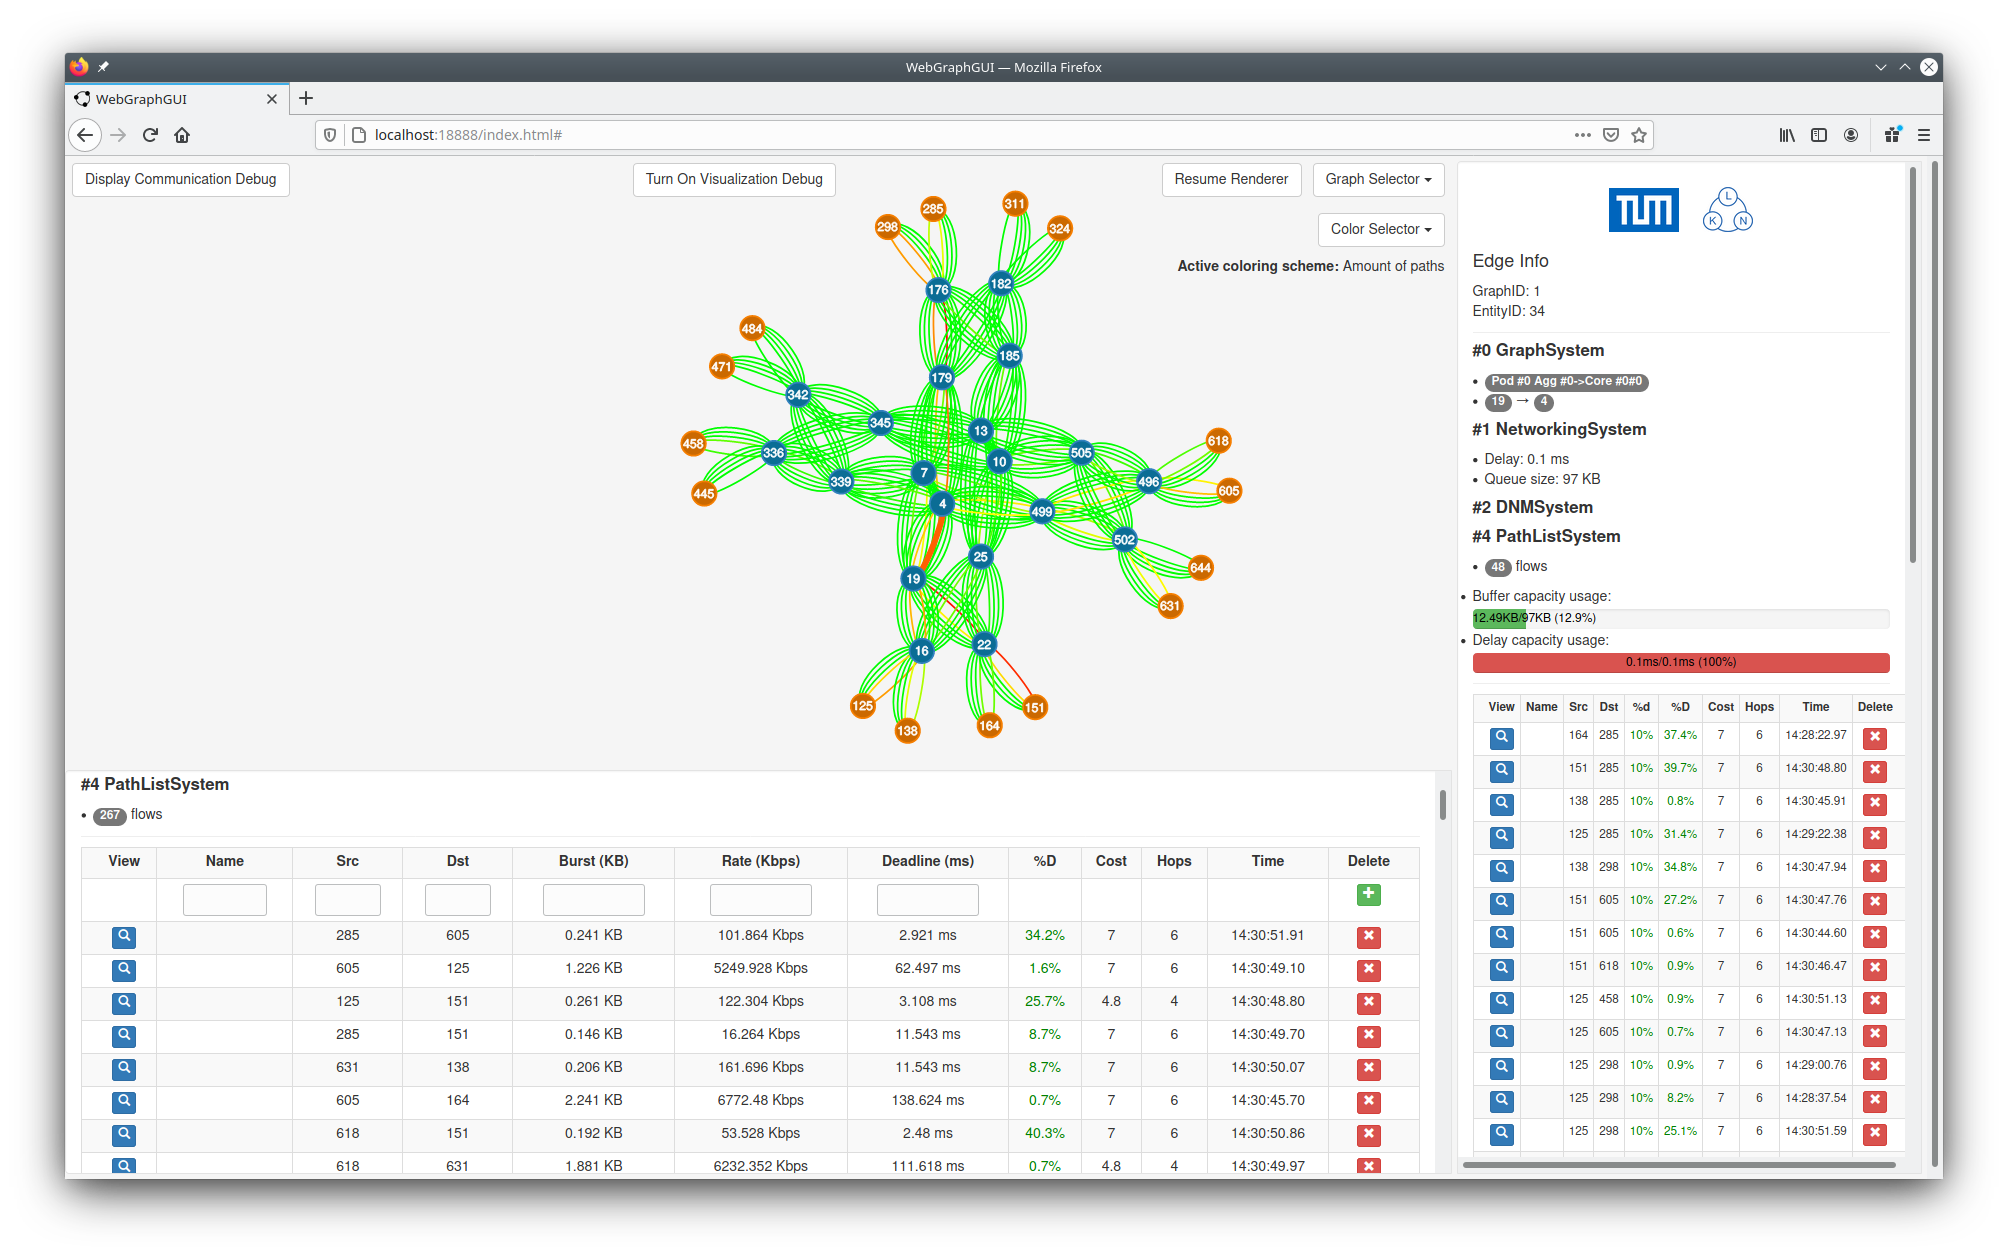 WebGraphGUI — Mozilla Firefox
WebGraphGUI
localhost:18888/index.html#
Display Communication Debug
Turn On Visualization Debug
Resume Renderer
Graph Selector
Color Selector
Active coloring scheme: Amount of paths
285
311
298
324
176
182
484
185
471
179
342
345
13
618
458
336
505
10
7
339
496
605
445
4
499
502
25
644
19
631
22
16
125
151
164
138
#4 PathListSystem
267 flows
View Name Src Dst Burst (KB) Rate (Kbps) Deadline (ms) %D Cost Hops Time Delete
285 605 0.241 KB 101.864 Kbps 2.921 ms 34.2% 7 6 14:30:51.91
605 125 1.226 KB 5249.928 Kbps 62.497 ms 1.6% 7 6 14:30:49.10
125 151 0.261 KB 122.304 Kbps 3.108 ms 25.7% 4.8 4 14:30:48.80
285 151 0.146 KB 16.264 Kbps 11.543 ms 8.7% 7 6 14:30:49.70
631 138 0.206 KB 161.696 Kbps 11.543 ms 8.7% 7 6 14:30:50.07
605 164 2.241 KB 6772.48 Kbps 138.624 ms 0.7% 7 6 14:30:45.70
618 151 0.192 KB 53.528 Kbps 2.48 ms 40.3% 7 6 14:30:50.86
618 631 1.881 KB 6232.352 Kbps 111.618 ms 0.7% 4.8 4 14:30:49.97
TUM
L
K N
Edge Info
GraphID: 1
EntityID: 34
#0 GraphSystem
Pod #0 Agg #0->Core #0#0
19 → 4
#1 NetworkingSystem
Delay: 0.1 ms
Queue size: 97 KB
#2 DNMSystem
#4 PathListSystem
48 flows
Buffer capacity usage:
12.49KB/97KB (12.9%)
Delay capacity usage:
0.1ms/0.1ms (100%)
View Name Src Dst %d %D Cost Hops Time Delete
164 285 10% 37.4% 7 6 14:28:22.97
151 285 10% 39.7% 7 6 14:30:48.80
138 285 10% 0.8% 7 6 14:30:45.91
125 285 10% 31.4% 7 6 14:29:22.38
138 298 10% 34.8% 7 6 14:30:47.94
151 605 10% 27.2% 7 6 14:30:47.76
151 605 10% 0.6% 7 6 14:30:44.60
151 618 10% 0.9% 7 6 14:30:46.47
125 458 10% 0.9% 7 6 14:30:51.13
125 605 10% 0.7% 7 6 14:30:47.13
125 298 10% 0.9% 7 6 14:29:00.76
125 298 10% 8.2% 7 6 14:28:37.54
125 298 10% 25.1% 7 6 14:30:51.59